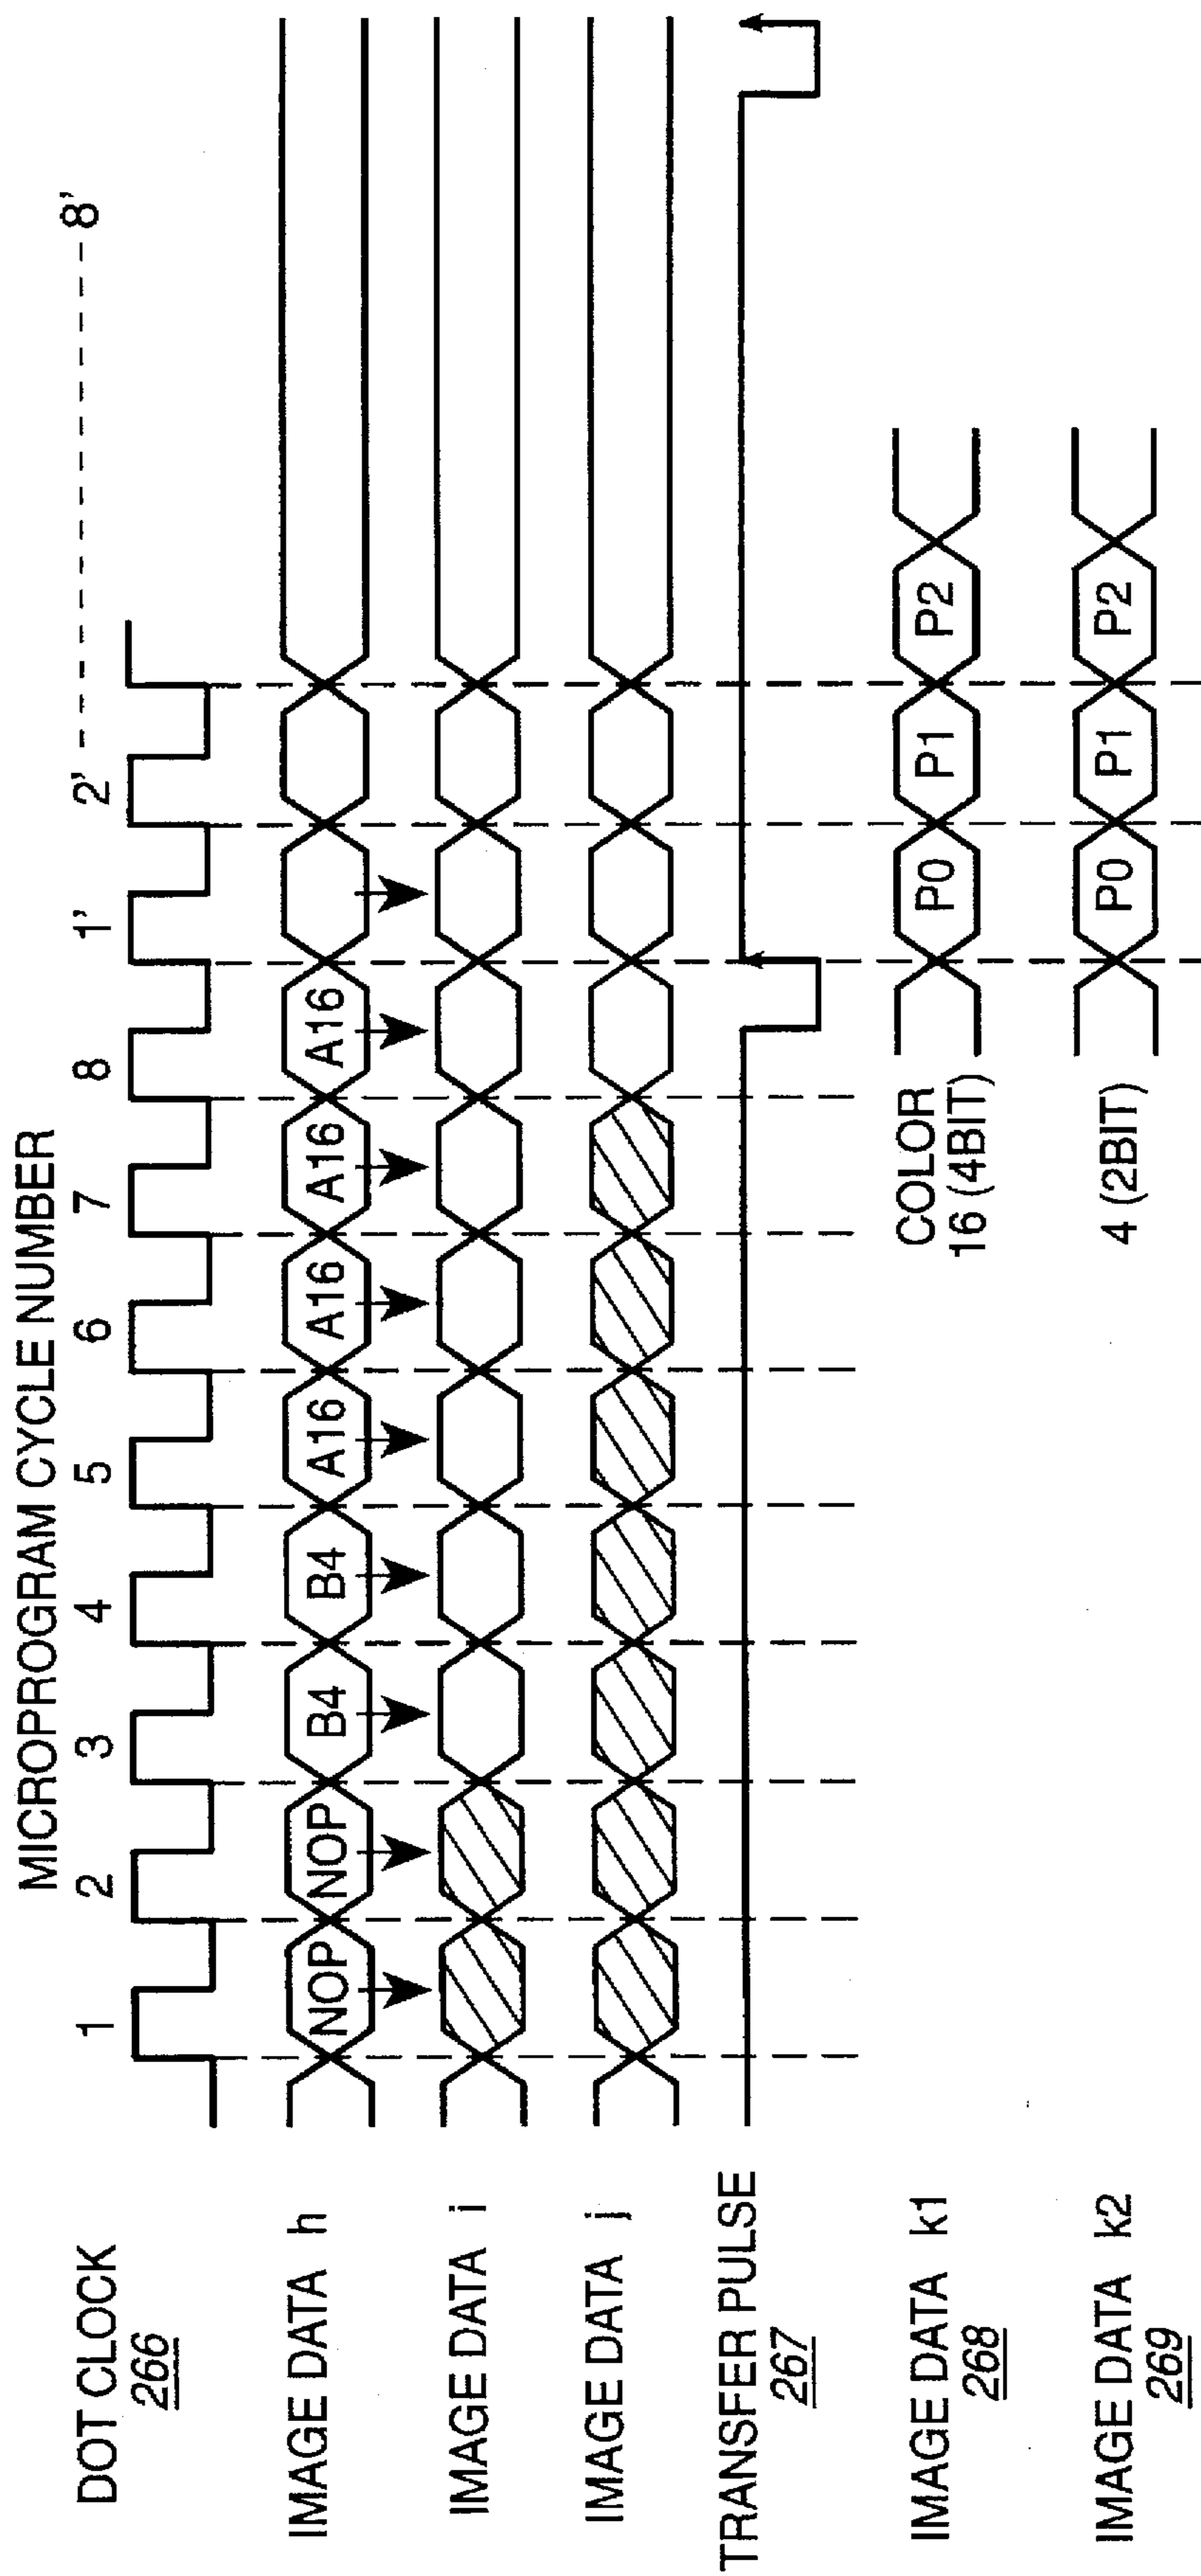 MICROPROGRAM CYCLE NUMBER
1 2 3 4 5 6 7 8 1' 2' 8'
DOT CLOCK
266
IMAGE DATA h
NOP NOP B4 B4 A16 A16 A16 A16
IMAGE DATA i
IMAGE DATA j
TRANSFER PULSE
267
IMAGE DATA k1
268
COLOR
16 (4BIT)
P0 P1 P2
IMAGE DATA k2
269
4 (2BIT)
P0 P1 P2